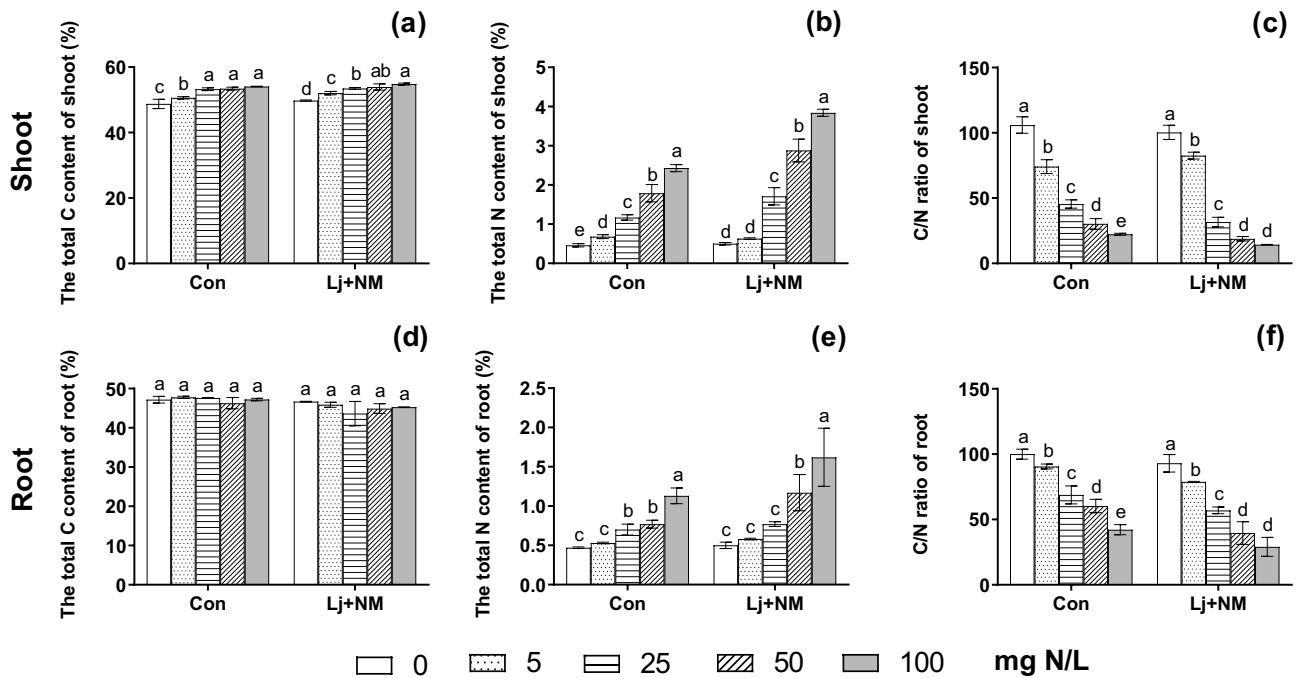 Shoot
(a)
The total C content of shoot (%)
60
40
20
0
c b a a a
d c b ab a
Con Lj+NM
(b)
The total N content of shoot (%)
5
4
3
2
1
0
e d c b a
d d c b a
Con Lj+NM
(c)
C/N ratio of shoot
150
100
50
0
a b c d e
a b c d d
Con Lj+NM
Root
(d)
The total C content of root (%)
50
40
30
20
10
0
a a a a a
a a a a a
Con Lj+NM
(e)
The total N content of root (%)
2.5
2.0
1.5
1.0
0.5
0.0
c c b b a
c c c b a
Con Lj+NM
(f)
C/N ratio of root
150
100
50
0
a b c d e
a b c d d
Con Lj+NM
0 5 25 50 100 mg N/L